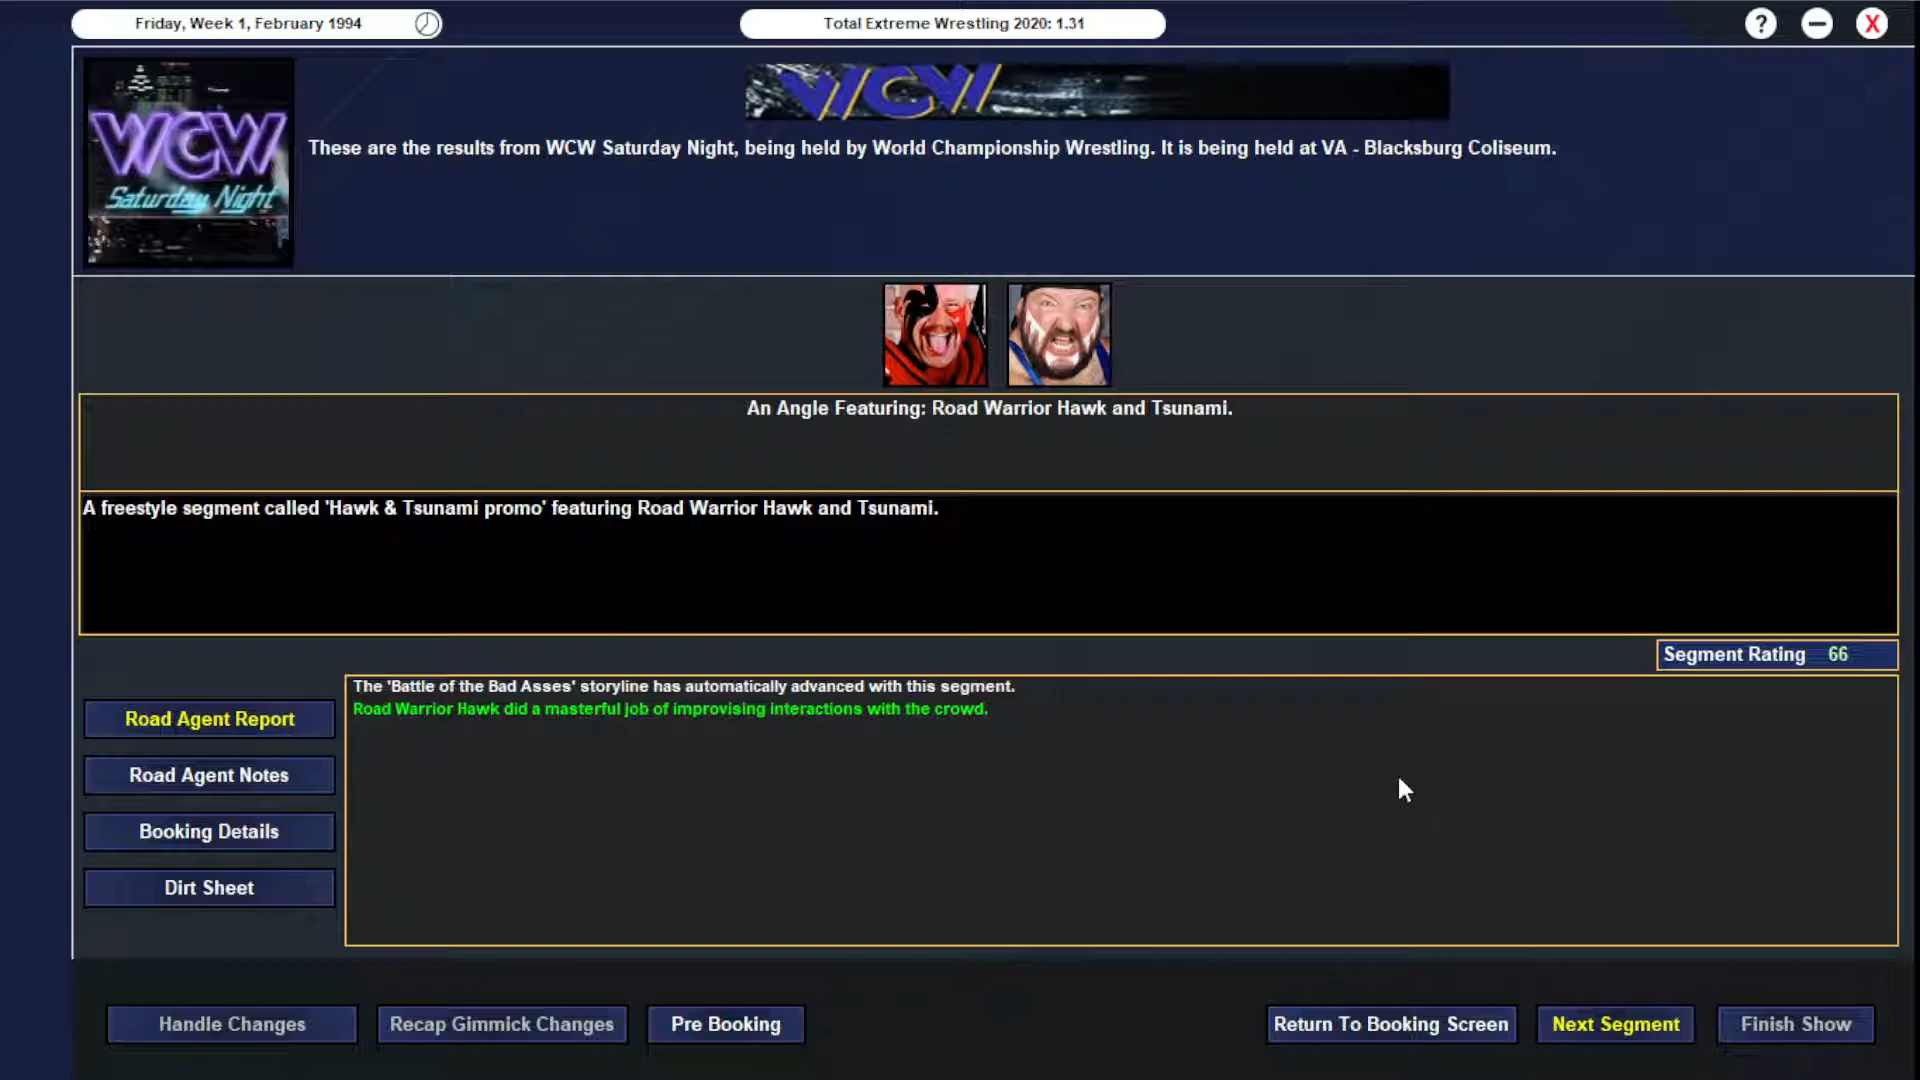 Friday, Week 1, February 1994
Total Extreme Wrestling 2020: 1.31
?
X
WCW
WCW
Saturday Night
These are the results from WCW Saturday Night, being held by World Championship Wrestling. It is being held at VA - Blacksburg Coliseum.
An Angle Featuring: Road Warrior Hawk and Tsunami.
A freestyle segment called 'Hawk & Tsunami promo' featuring Road Warrior Hawk and Tsunami.
Segment Rating 66
The 'Battle of the Bad Asses' storyline has automatically advanced with this segment.
Road Warrior Hawk did a masterful job of improvising interactions with the crowd.
Road Agent Report
Road Agent Notes
Booking Details
Dirt Sheet
Handle Changes
Recap Gimmick Changes
Pre Booking
Return To Booking Screen
Next Segment
Finish Show